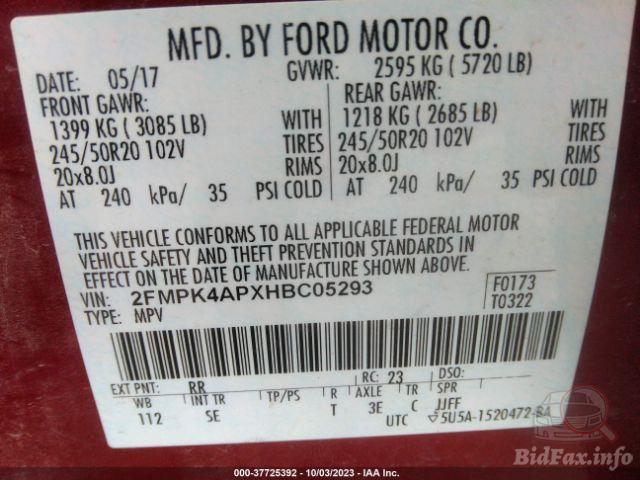 MFD. BY FORD MOTOR CO.
DATE: 05/17 GVWR: 2595 KG ( 5720 LB)
FRONT GAWR: REAR GAWR:
1399 KG ( 3085 LB) WITH 1218 KG ( 2685 LB) WITH
245/50R20 102V TIRES 245/50R20 102V TIRES
20x8.0J RIMS 20x8.0J RIMS
AT 240 kPa/ 35 PSI COLD AT 240 kPa/ 35 PSI COLD
THIS VEHICLE CONFORMS TO ALL APPLICABLE FEDERAL MOTOR
VEHICLE SAFETY AND THEFT PREVENTION STANDARDS IN
EFFECT ON THE DATE OF MANUFACTURE SHOWN ABOVE.
VIN: 2FMPK4APXHBC05293 F0173
TYPE: MPV T0322
EXT PNT: RR RC: 23 DSO:
WB INT TR TP/PS R AXLE TR SPR
112 SE T 3E C JJFF
UTC 5U5A-1520472-BA
BidFax.info
000-37725392 - 10/03/2023 - IAA Inc.